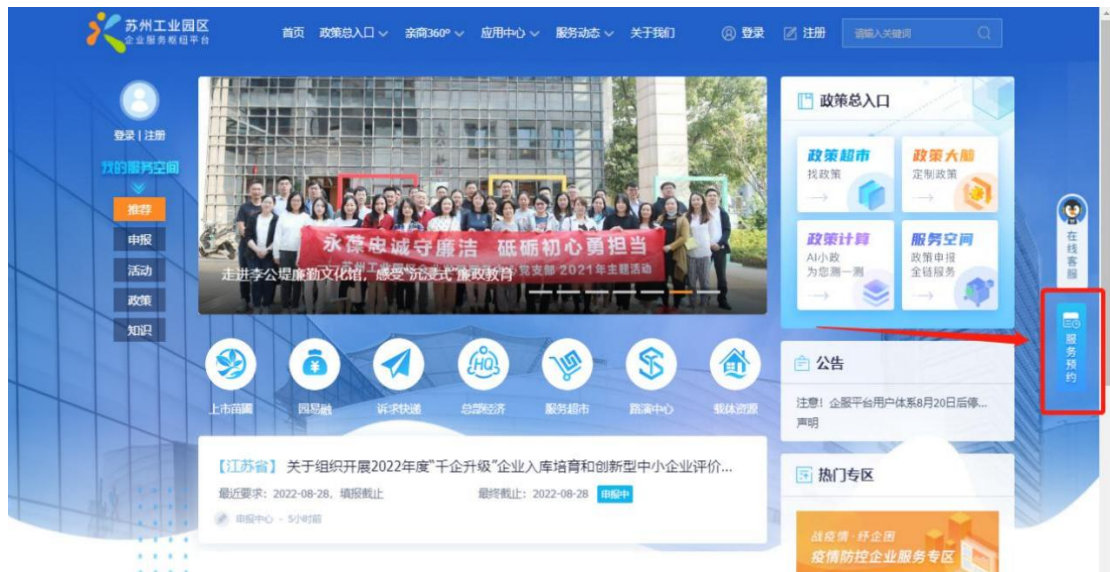 苏州工业园区
企业服务枢纽平台
首页 政策总入口 亲商360° 应用中心 服务动态 关于我们
登录 注册 请输入关键词
登录 | 注册
我的服务空间
推荐
申报
活动
政策
知识
永葆忠诚守廉洁 砥砺初心勇担当
党支部 2021年主题活动
走进李公堤廉勤文化馆，感受“沉浸式”廉政教育
政策总入口
政策超市
找政策
政策大脑
定制政策
政策计算
AI小政
为您测一测
服务空间
政策申报
全链服务
在线客服
服务预约
上市苗圃 园易融 诉求快递 总部经济 服务超市 路演中心 载体资源
HQ
公告
注意！企服平台用户体系8月20日后停...
声明
【江苏省】 关于组织开展2022年度"千企升级"企业入库培育和创新型中小企业评价...
最近要求：2022-08-28，填报截止 最终截止：2022-08-28 申报中
申报中心 - 5小时前
热门专区
战疫情·纾企困
疫情防控企业服务专区